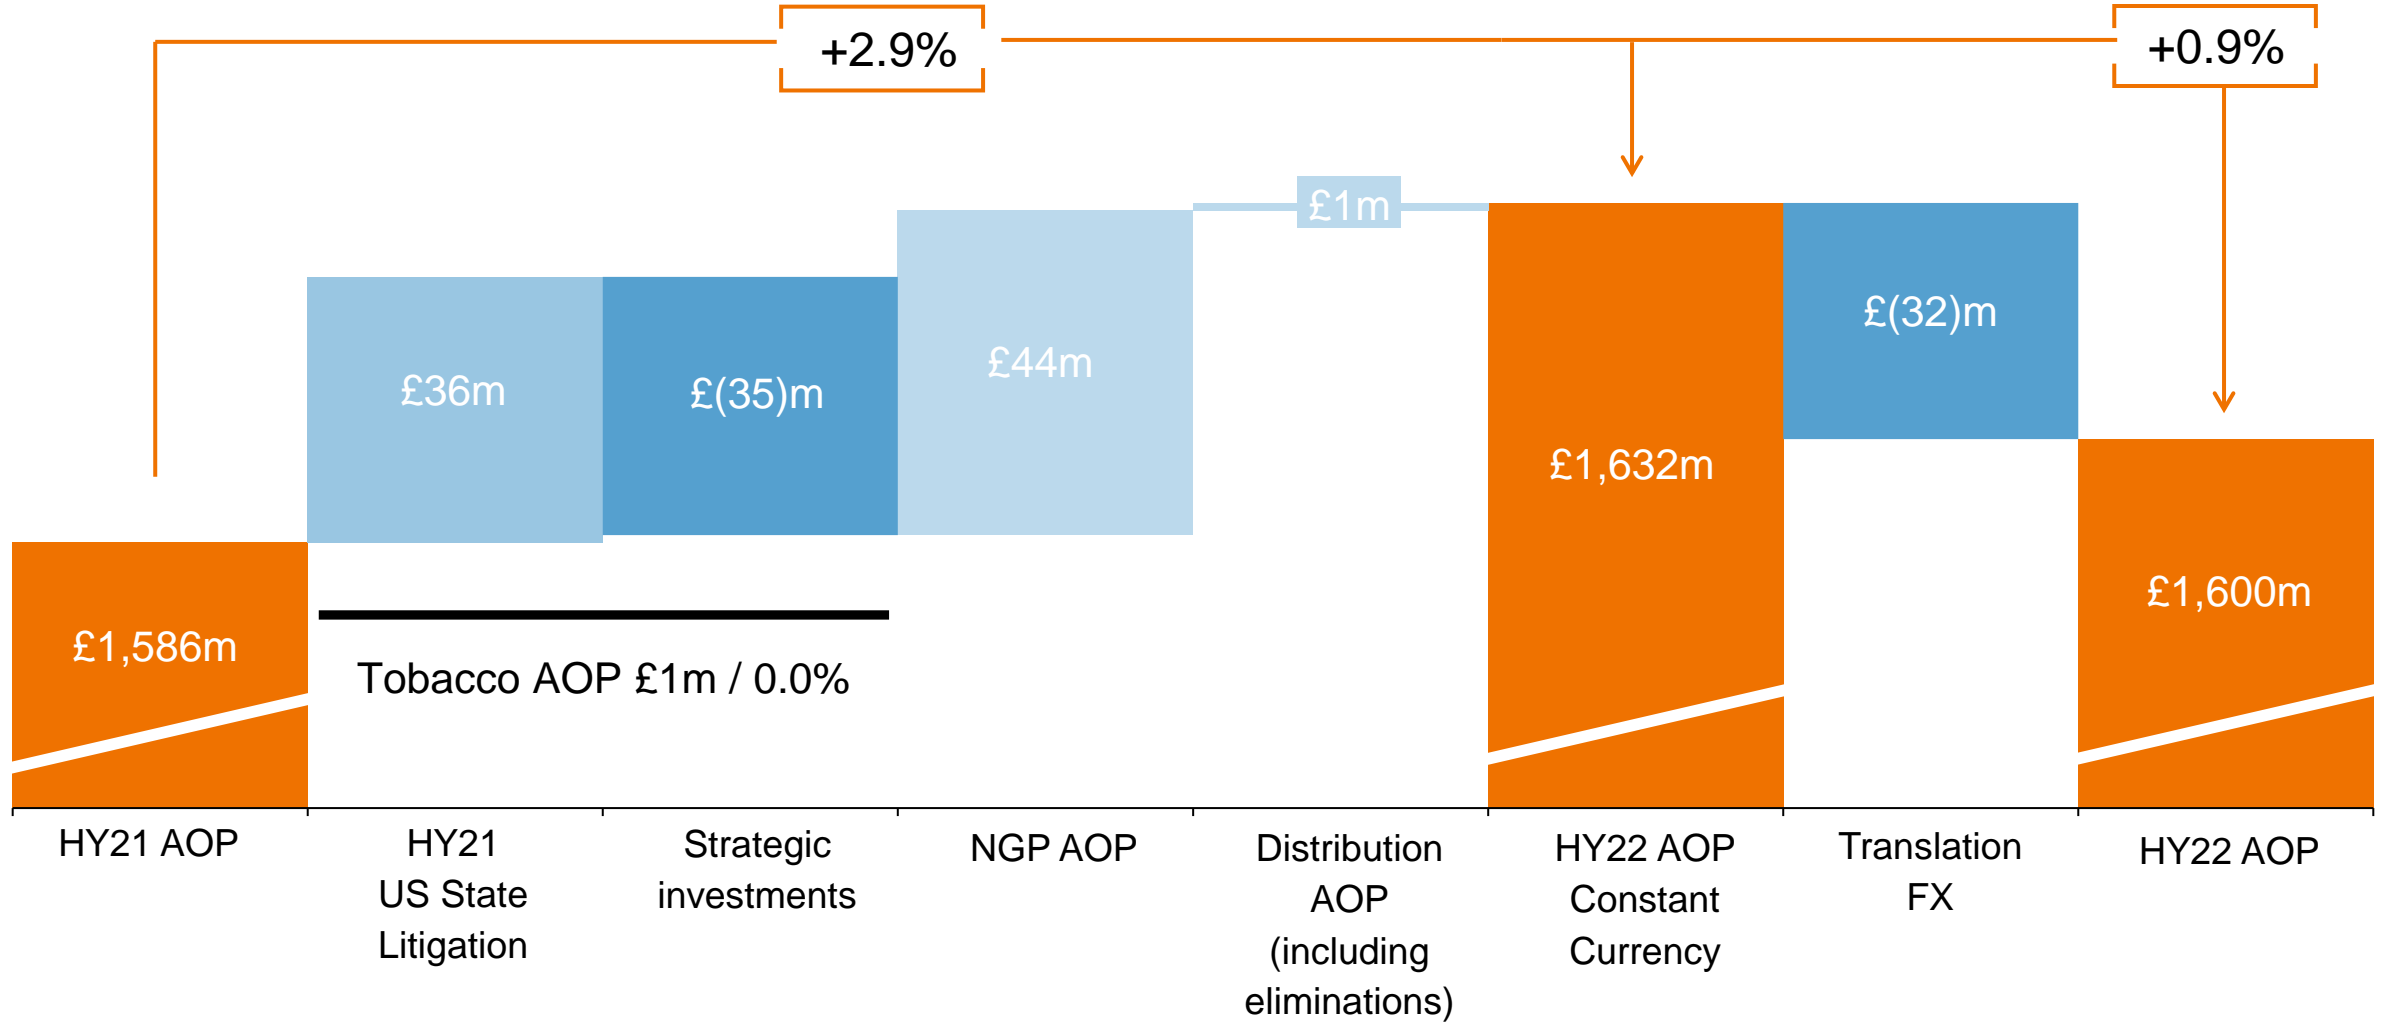 +2.9%
+0.9%
£1m
£36m
£(35)m
£44m
£1,632m
£(32)m
£1,586m
£1,600m
Tobacco AOP £1m / 0.0%
HY21 AOP
HY21
US State
Litigation
Strategic
investments
NGP AOP
Distribution
AOP
(including
eliminations)
HY22 AOP
Constant
Currency
Translation
FX
HY22 AOP